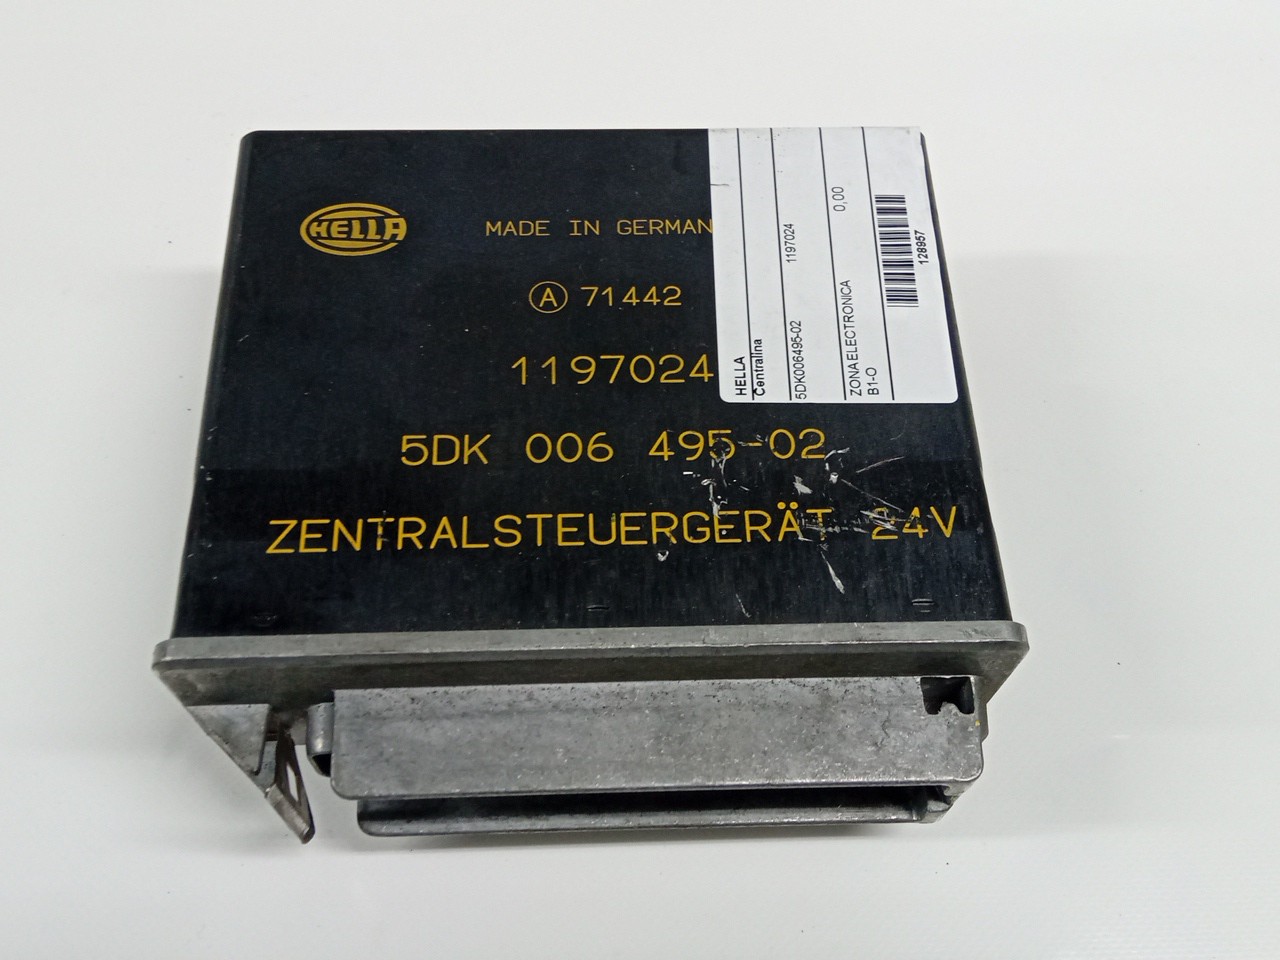 HELLA
MADE IN GERMAN
A 71442
1197024
5DK 006 495-02
ZENTRALSTEUERGERÄT 24V
HELLA
Centralina
5DK006495-02 1197024
ZONAELECTRONICA 0,00
B1-O
128957